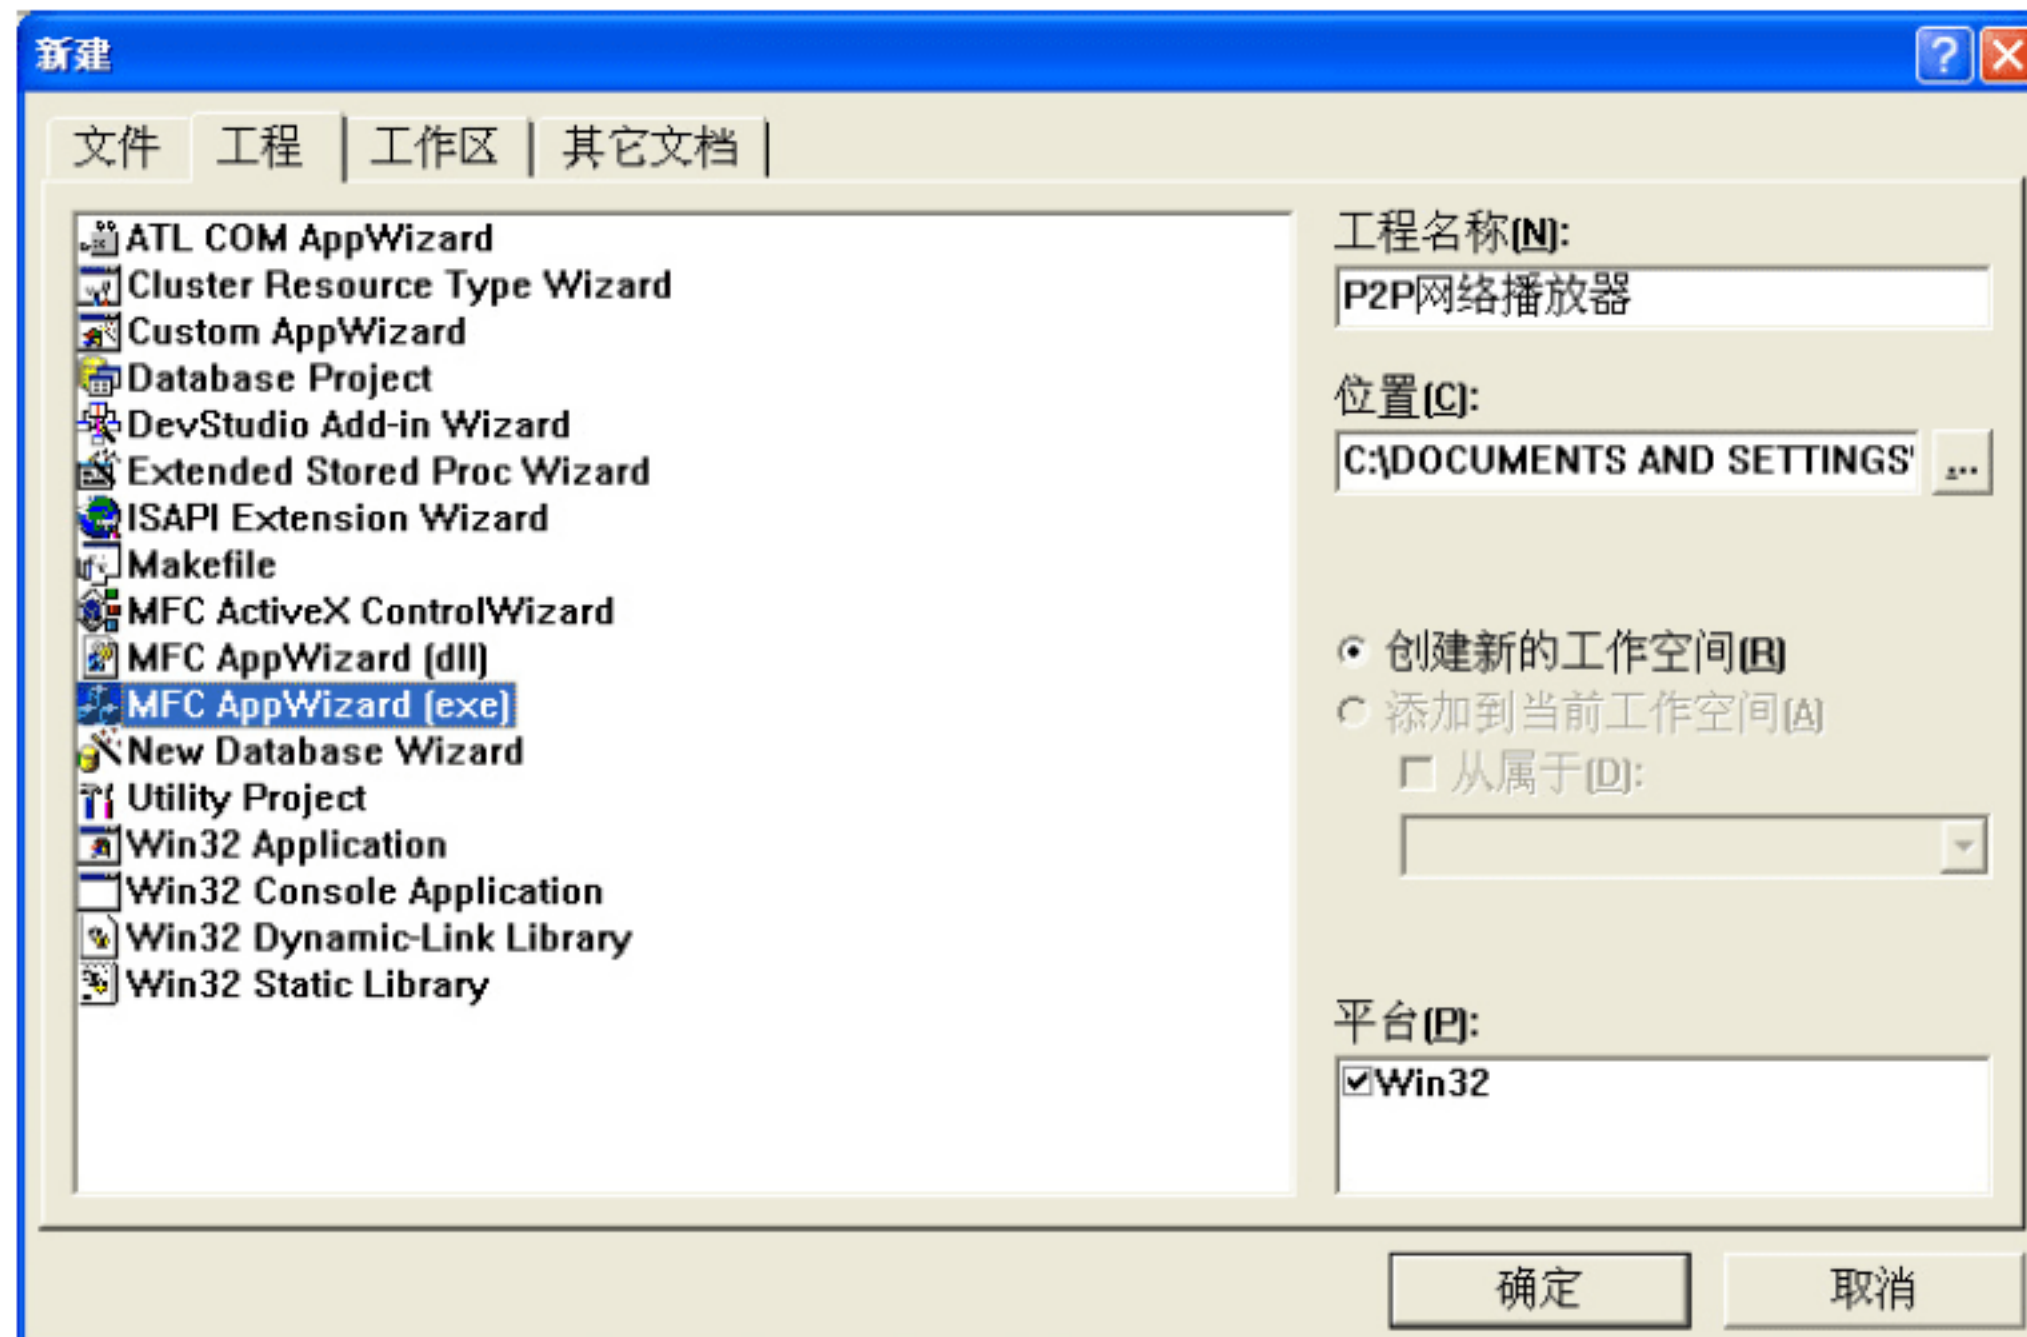 新建
文件 工程 工作区 其它文档
ATL COM AppWizard
Cluster Resource Type Wizard
Custom AppWizard
Database Project
DevStudio Add-in Wizard
Extended Stored Proc Wizard
ISAPI Extension Wizard
Makefile
MFC ActiveX ControlWizard
MFC AppWizard (dll)
MFC AppWizard (exe)
New Database Wizard
Utility Project
Win32 Application
Win32 Console Application
Win32 Dynamic-Link Library
Win32 Static Library
工程名称(N):
P2P网络播放器
位置(C):
C:\DOCUMENTS AND SETTINGS\
...
创建新的工作空间(R)
添加到当前工作空间(A)
从属于(D):
平台(P):
Win32
确定 取消